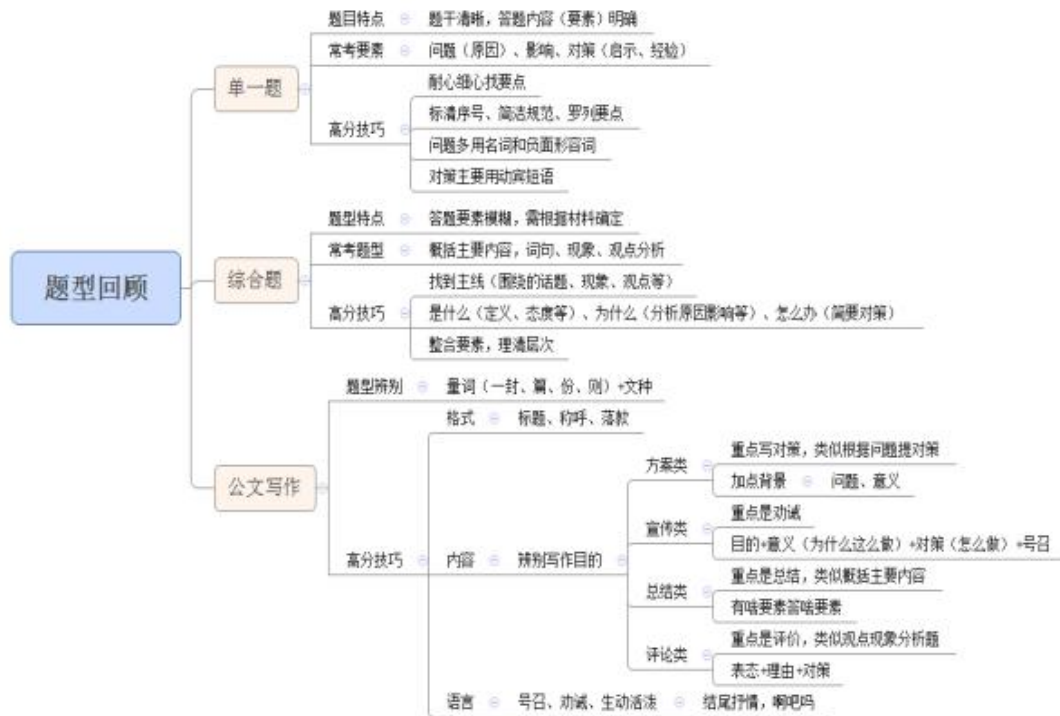 题型回顾
单一题
题目特点
题干清晰，答题内容（要素）明确
常考要素
问题（原因）、影响、对策（启示、经验）
高分技巧
耐心细心找要点
标清序号、简洁规范、罗列要点
问题多用名词和负面形容词
对策主要用动宾短语
综合题
题型特点
答题要素模糊，需根据材料确定
常考题型
概括主要内容，词句、现象、观点分析
高分技巧
找到主线（围绕的话题、现象、观点等）
是什么（定义、态度等）、为什么（分析原因影响等）、怎么办（简要对策）
整合要素，理清层次
公文写作
题型辨别
量词（一封、篇、份、则）+文种
高分技巧
格式
标题、称呼、落款
内容
辨别写作目的
方案类
重点写对策，类似根据问题提对策
加点背景
问题、意义
宣传类
重点是劝诫
目的+意义（为什么这么做）+对策（怎么做）+号召
总结类
重点是总结，类似概括主要内容
有啥要素答啥要素
评论类
重点是评价，类似观点现象分析题
表态+理由+对策
语言
号召、劝诫、生动活泼
结尾抒情，啊吧吗